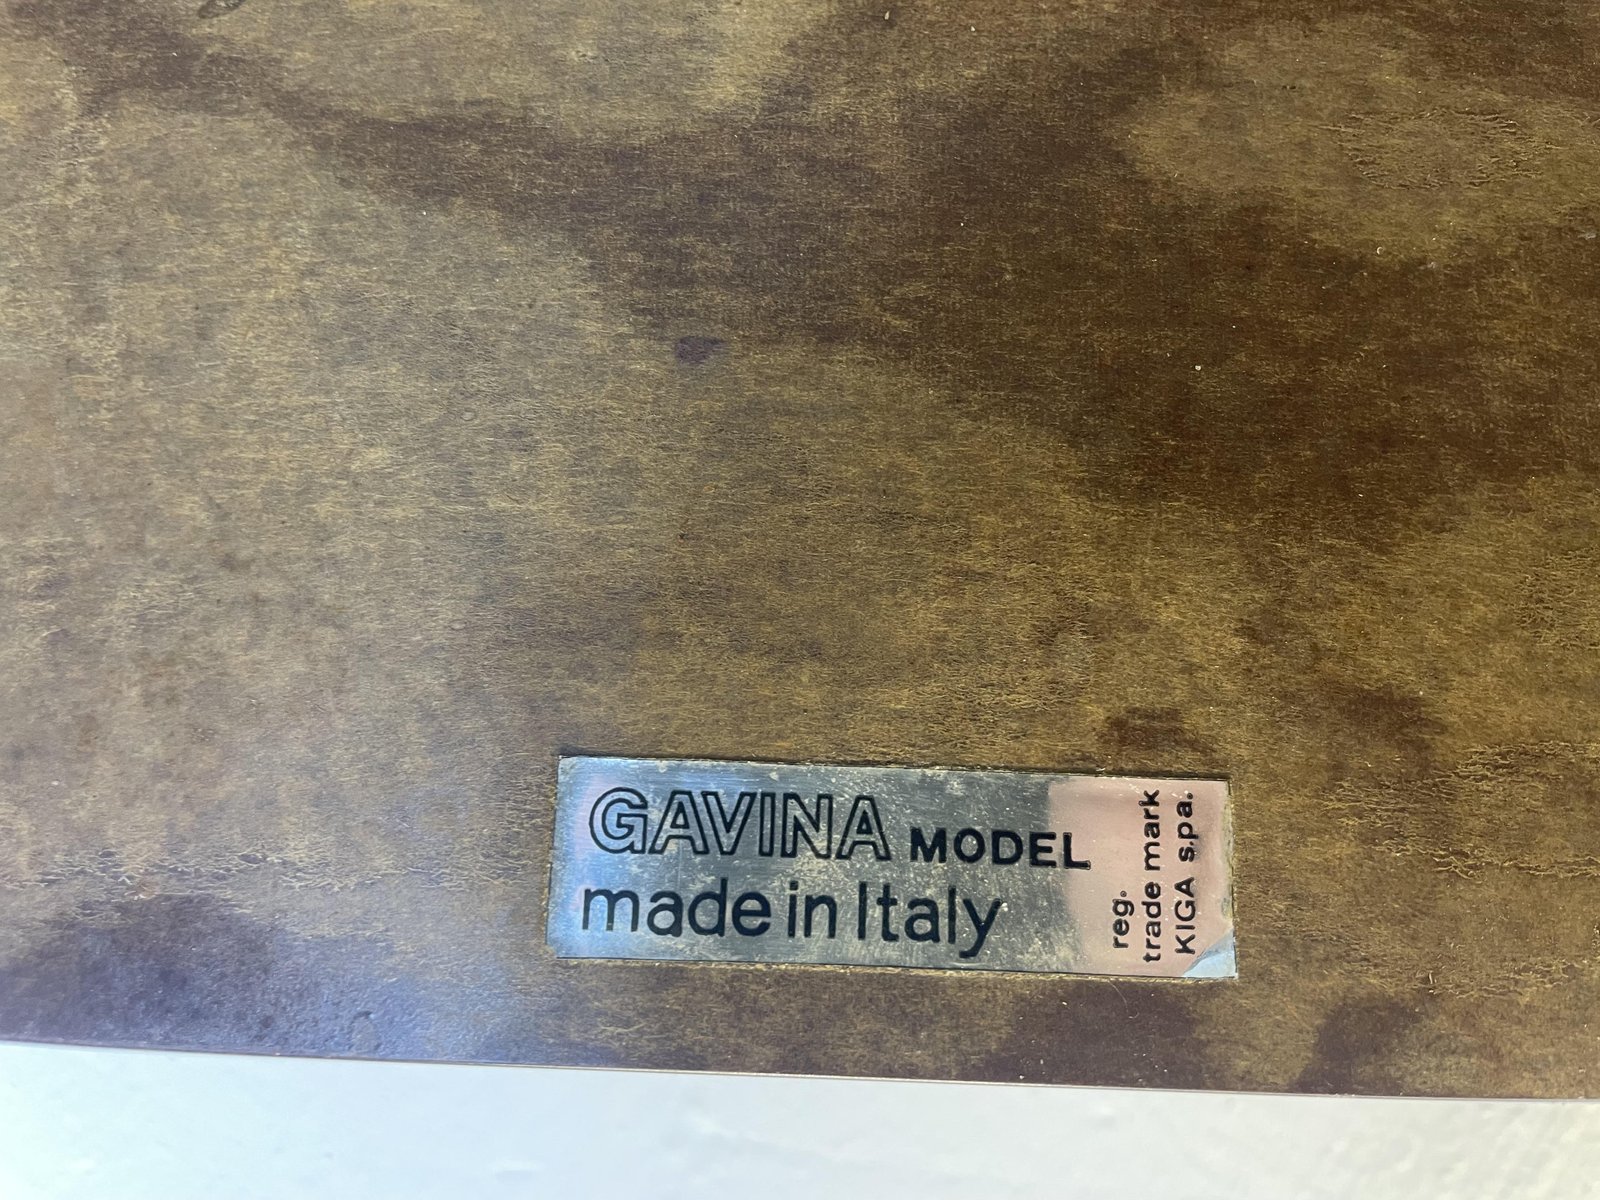 GAVINA MODEL
made in Italy
reg.
trade mark
KIGA s.p.a.